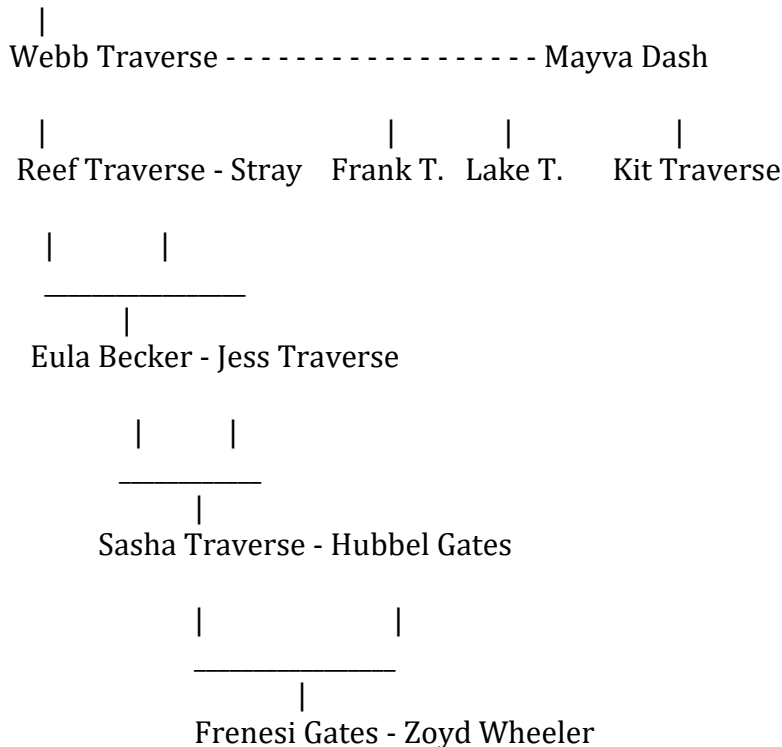 Webb Traverse - - - - - - - - - - - - - - - - - - Mayva Dash
Reef Traverse - Stray Frank T. Lake T. Kit Traverse
Eula Becker - Jess Traverse
Sasha Traverse - Hubbel Gates
Frenesi Gates - Zoyd Wheeler